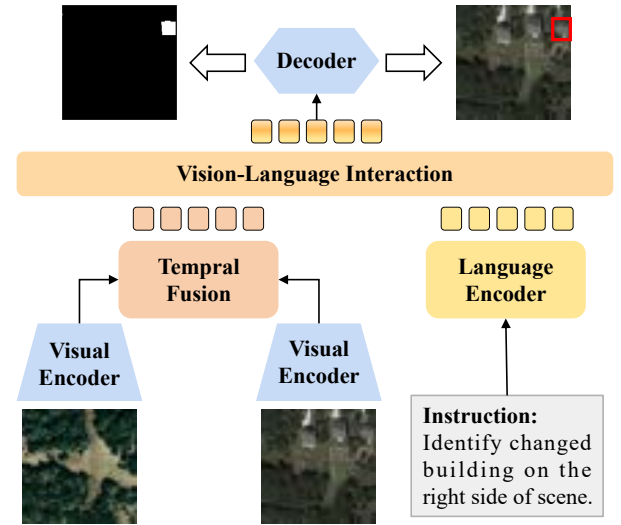 Decoder
Vision-Language Interaction
Tempral
Fusion
Language
Encoder
Visual
Encoder
Visual
Encoder
Instruction:
Identify changed
building on the
right side of scene.